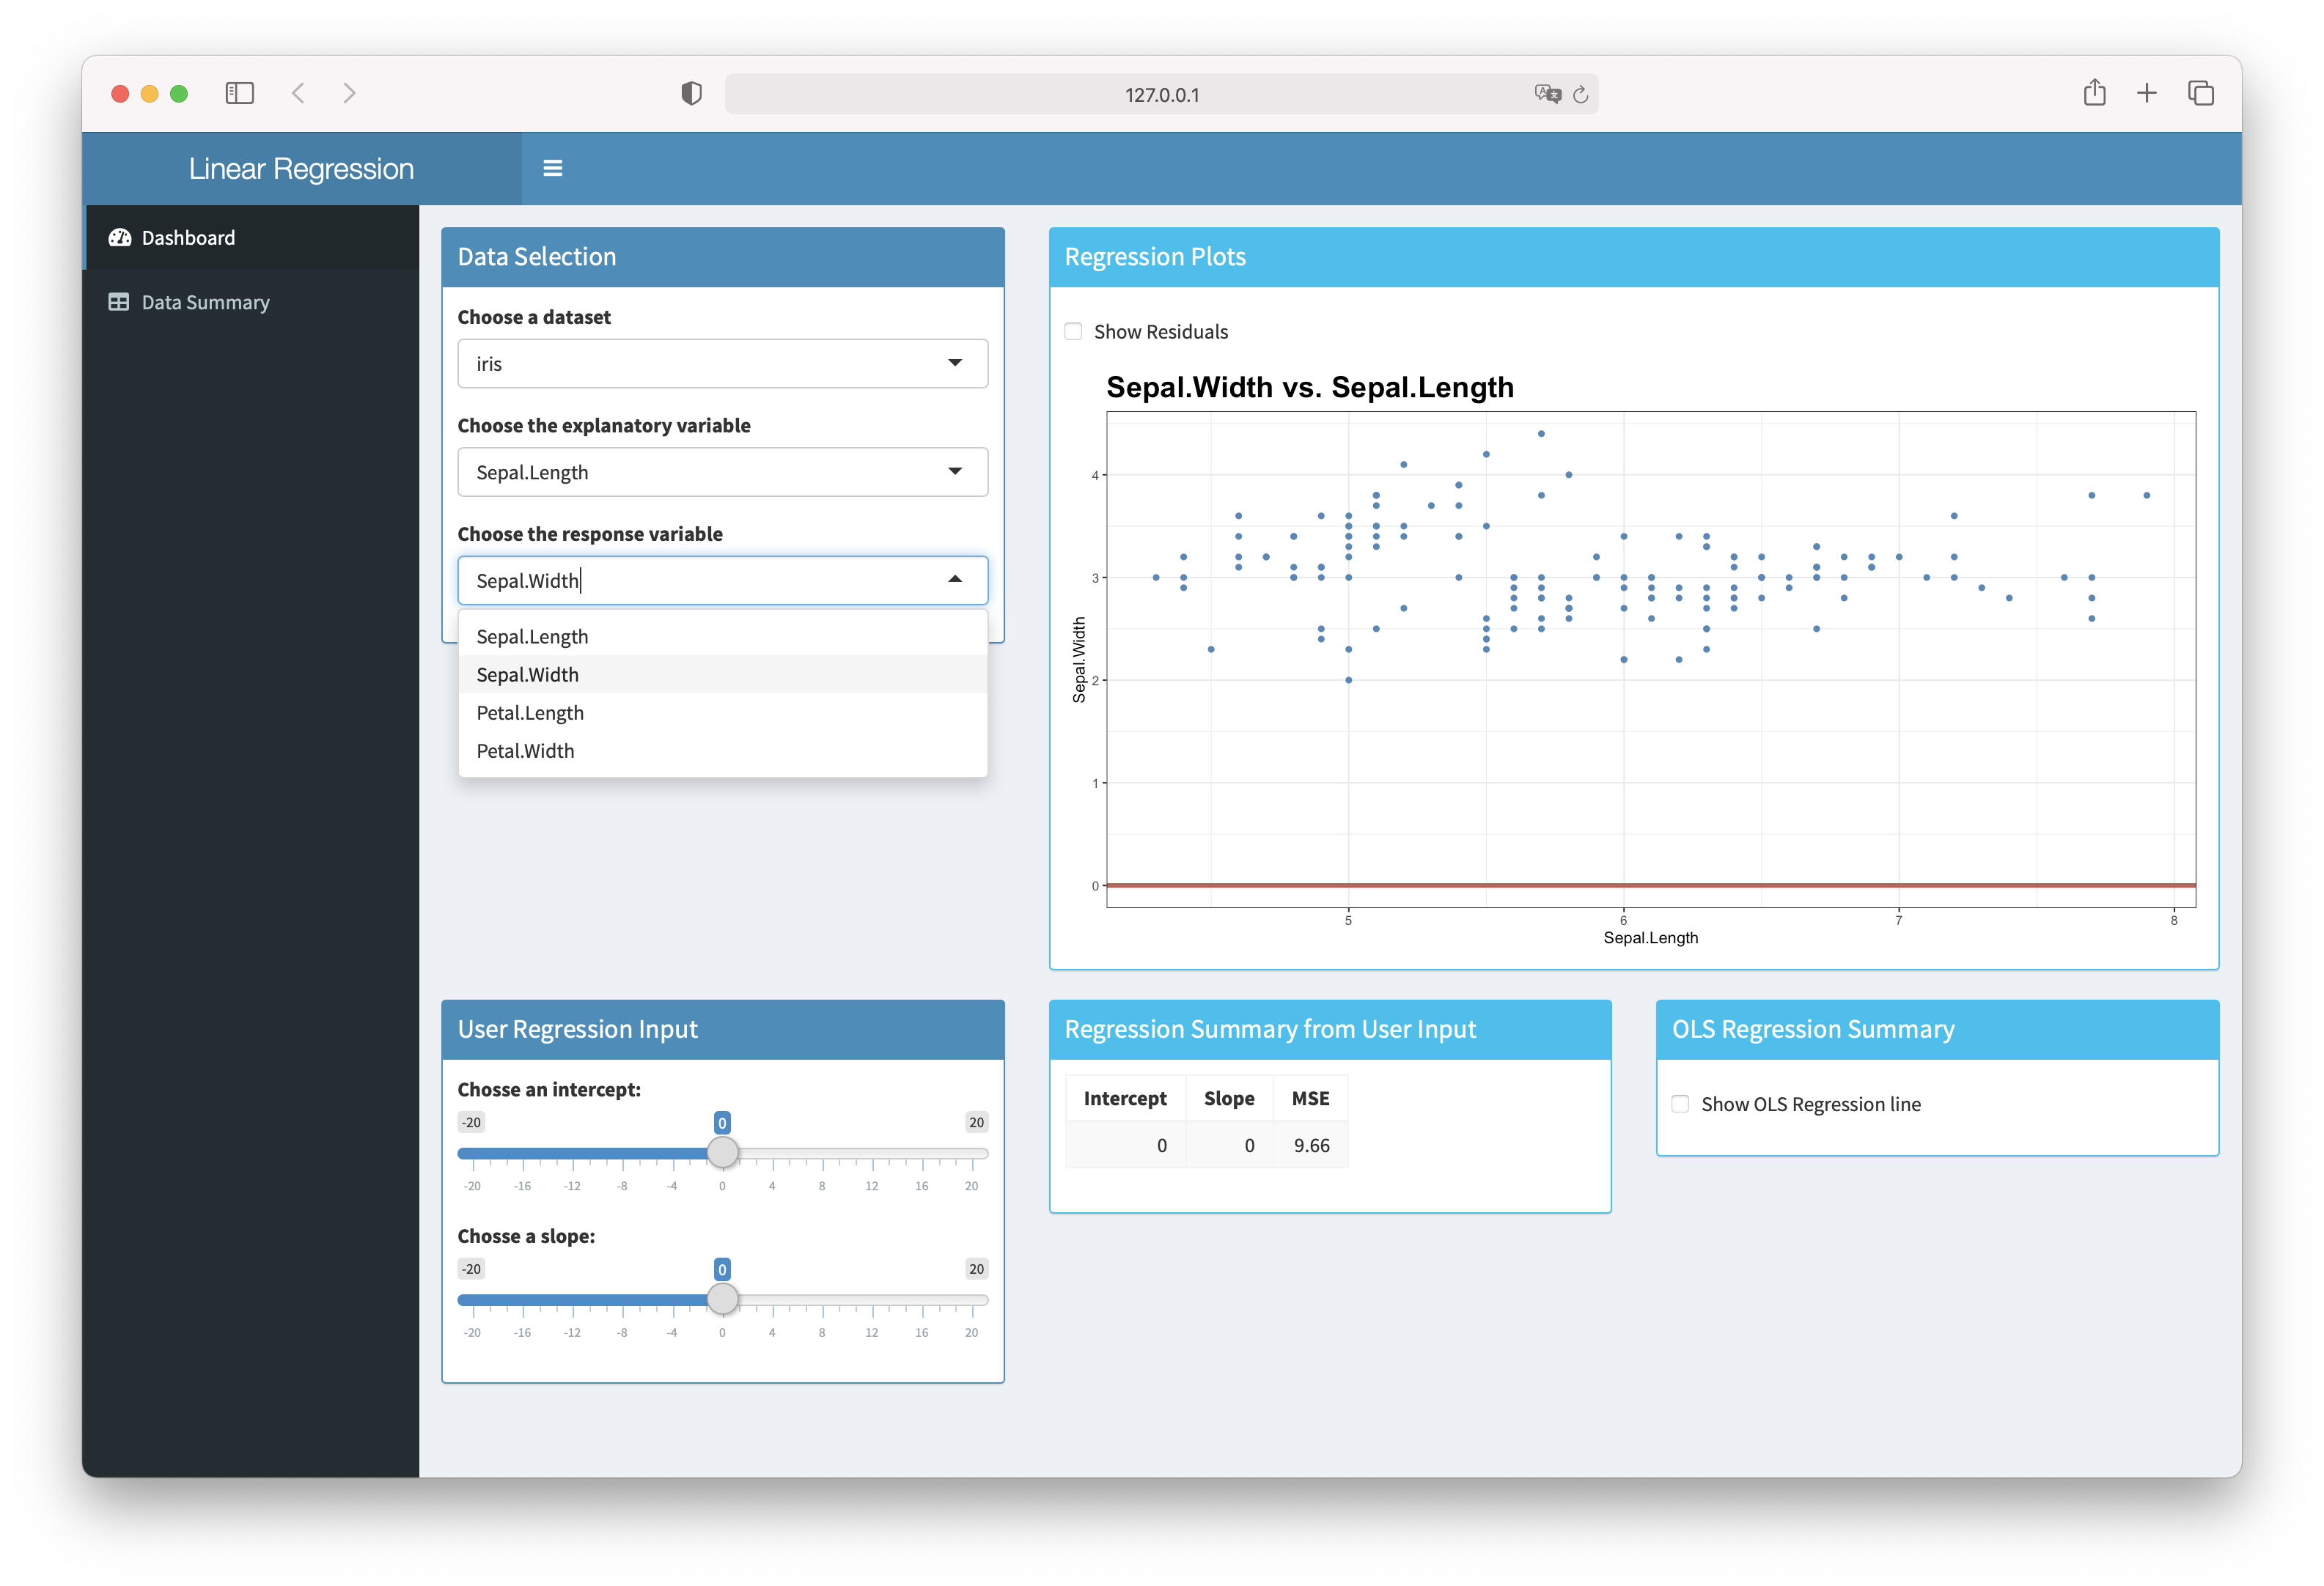 127.0.0.1
Linear Regression
Dashboard
Data Summary
Data Selection
Choose a dataset
iris
Choose the explanatory variable
Sepal.Length
Choose the response variable
Sepal.Width
Sepal.Length
Sepal.Width
Petal.Length
Petal.Width
Regression Plots
Show Residuals
Sepal.Width vs. Sepal.Length
4
3
2
1
0
Sepal.Width
5 6 7 8
Sepal.Length
User Regression Input
Chosse an intercept:
-20 0 20
-20 -16 -12 -8 -4 0 4 8 12 16 20
Chosse a slope:
-20 0 20
-20 -16 -12 -8 -4 0 4 8 12 16 20
Regression Summary from User Input
Intercept Slope MSE
0 0 9.66
OLS Regression Summary
Show OLS Regression line